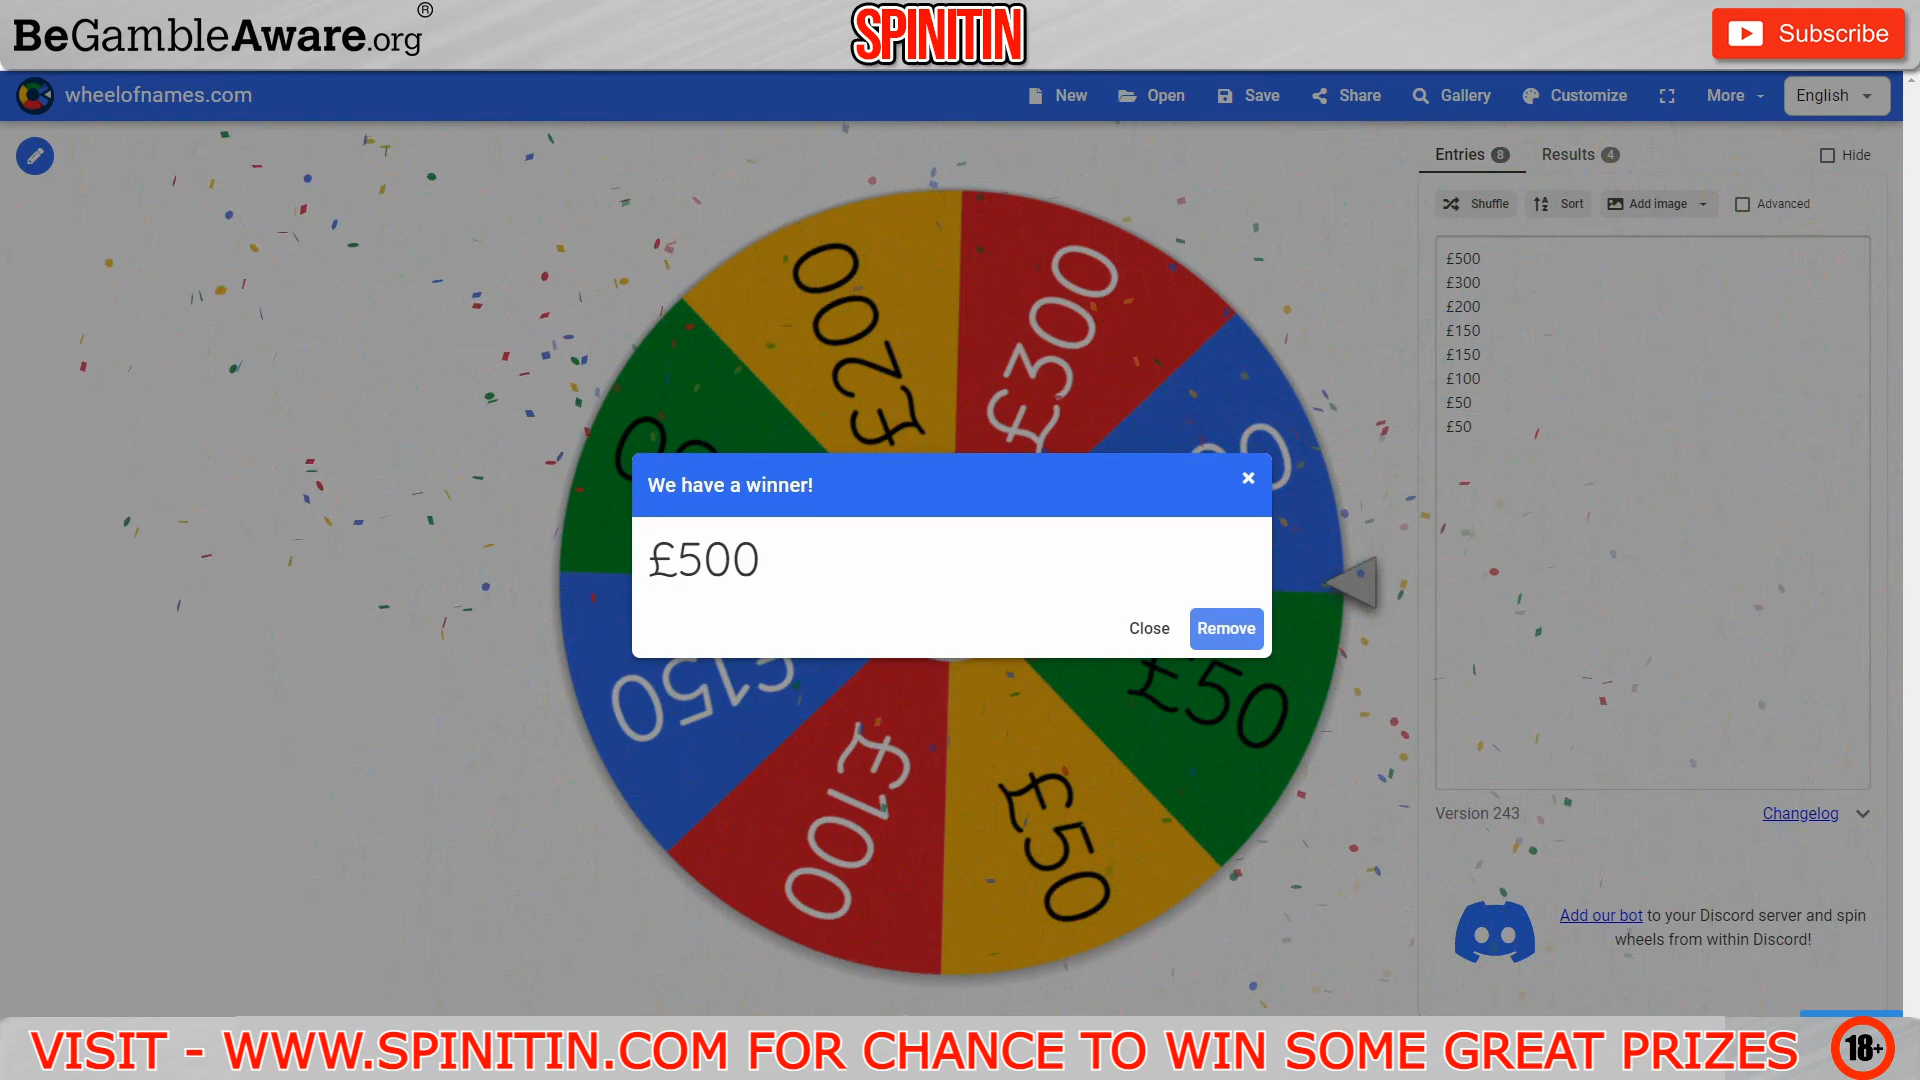 BeGambleAware.org®
SPINITIN
Subscribe
wheelofnames.com
New
Open
Save
Share
Gallery
Customize
More
English
Entries 8
Results 4
Hide
Shuffle
Sort
Add image
Advanced
£500
£300
£200
£150
£150
£100
£50
£50
£200
£300
£150
£100
£50
£50
We have a winner!
×
£500
Close
Remove
Version 243
Changelog
Add our bot to your Discord server and spin
wheels from within Discord!
VISIT - WWW.SPINITIN.COM FOR CHANCE TO WIN SOME GREAT PRIZES
18+